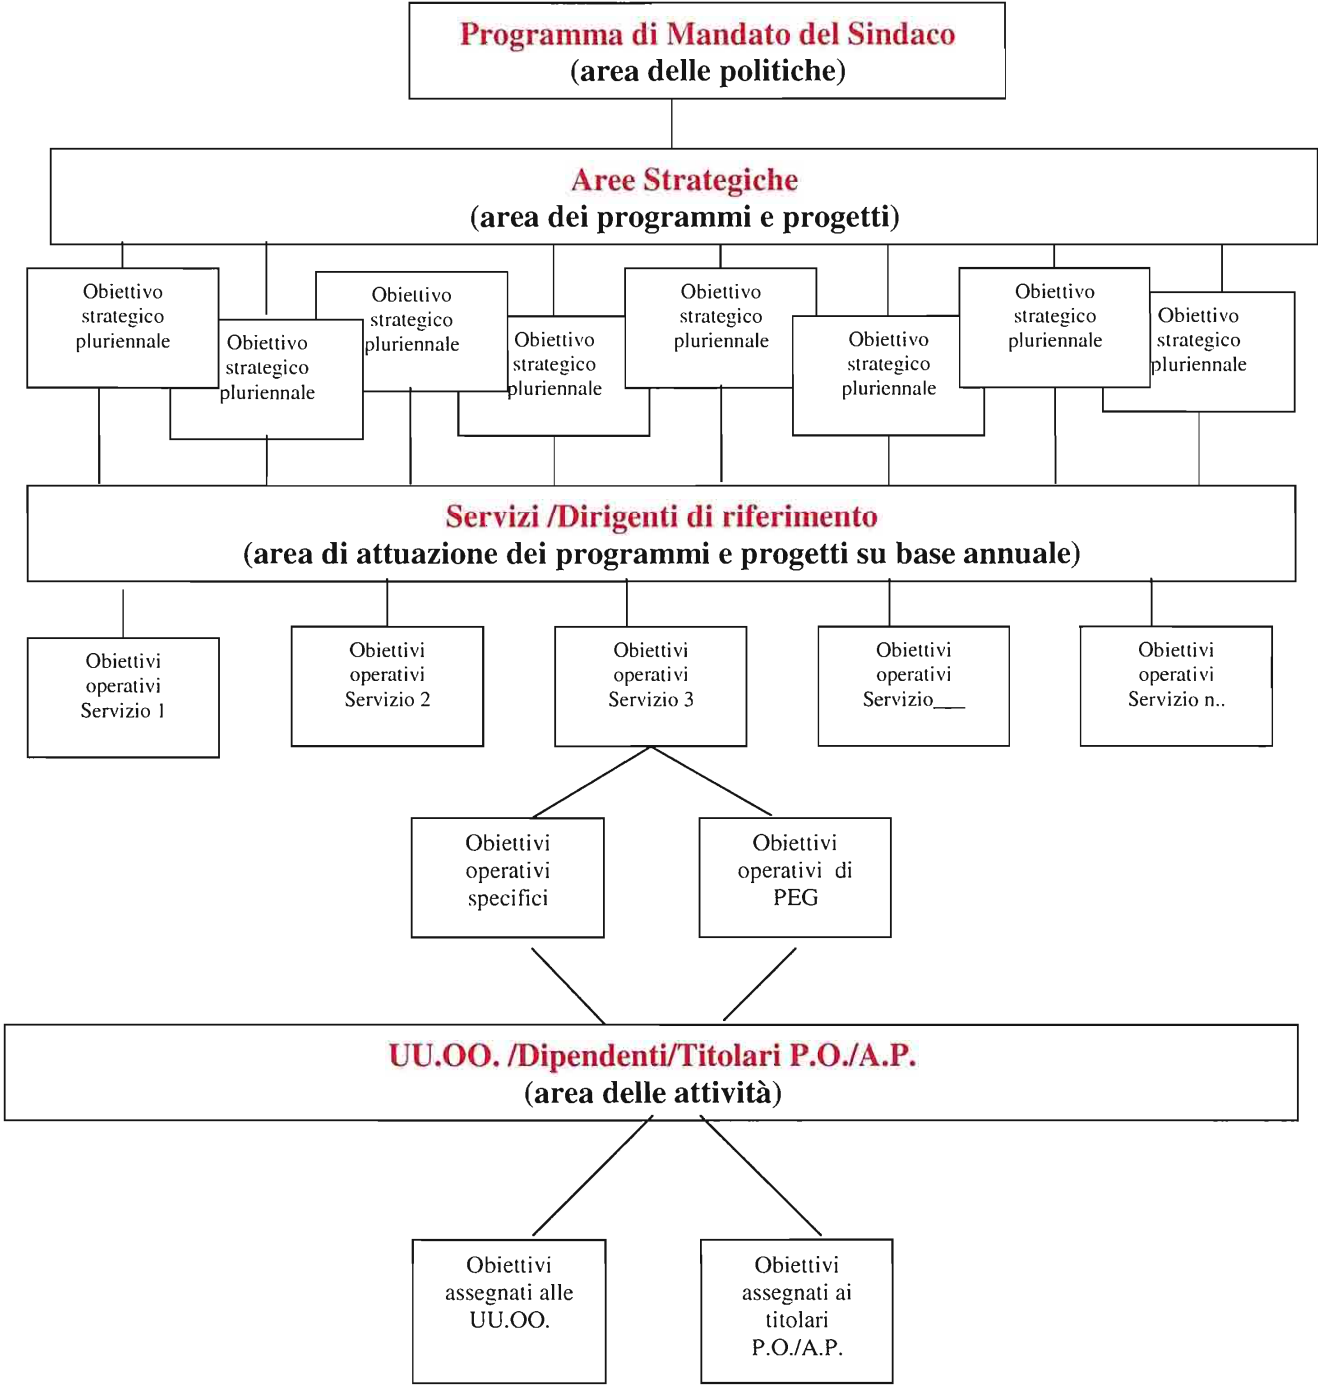 Programma di Mandato del Sindaco
(area delle politiche)
Aree Strategiche
(area dei programmi e progetti)
Obiettivo
strategico
pluriennale
Obiettivo
strategico
pluriennale
Obiettivo
strategico
pluriennale
Obiettivo
strategico
pluriennale
Obiettivo
strategico
pluriennale
Obiettivo
strategico
pluriennale
Obiettivo
strategico
pluriennale
Obiettivo
strategico
pluriennale
Servizi /Dirigenti di riferimento
(area di attuazione dei programmi e progetti su base annuale)
Obiettivi
operativi
Servizio 1
Obiettivi
operativi
Servizio 2
Obiettivi
operativi
Servizio 3
Obiettivi
operativi
Servizio___
Obiettivi
operativi
Servizio n..
Obiettivi
operativi
specifici
Obiettivi
operativi di
PEG
UU.OO. /Dipendenti/Titolari P.O./A.P.
(area delle attività)
Obiettivi
assegnati alle
UU.OO.
Obiettivi
assegnati ai
titolari
P.O./A.P.